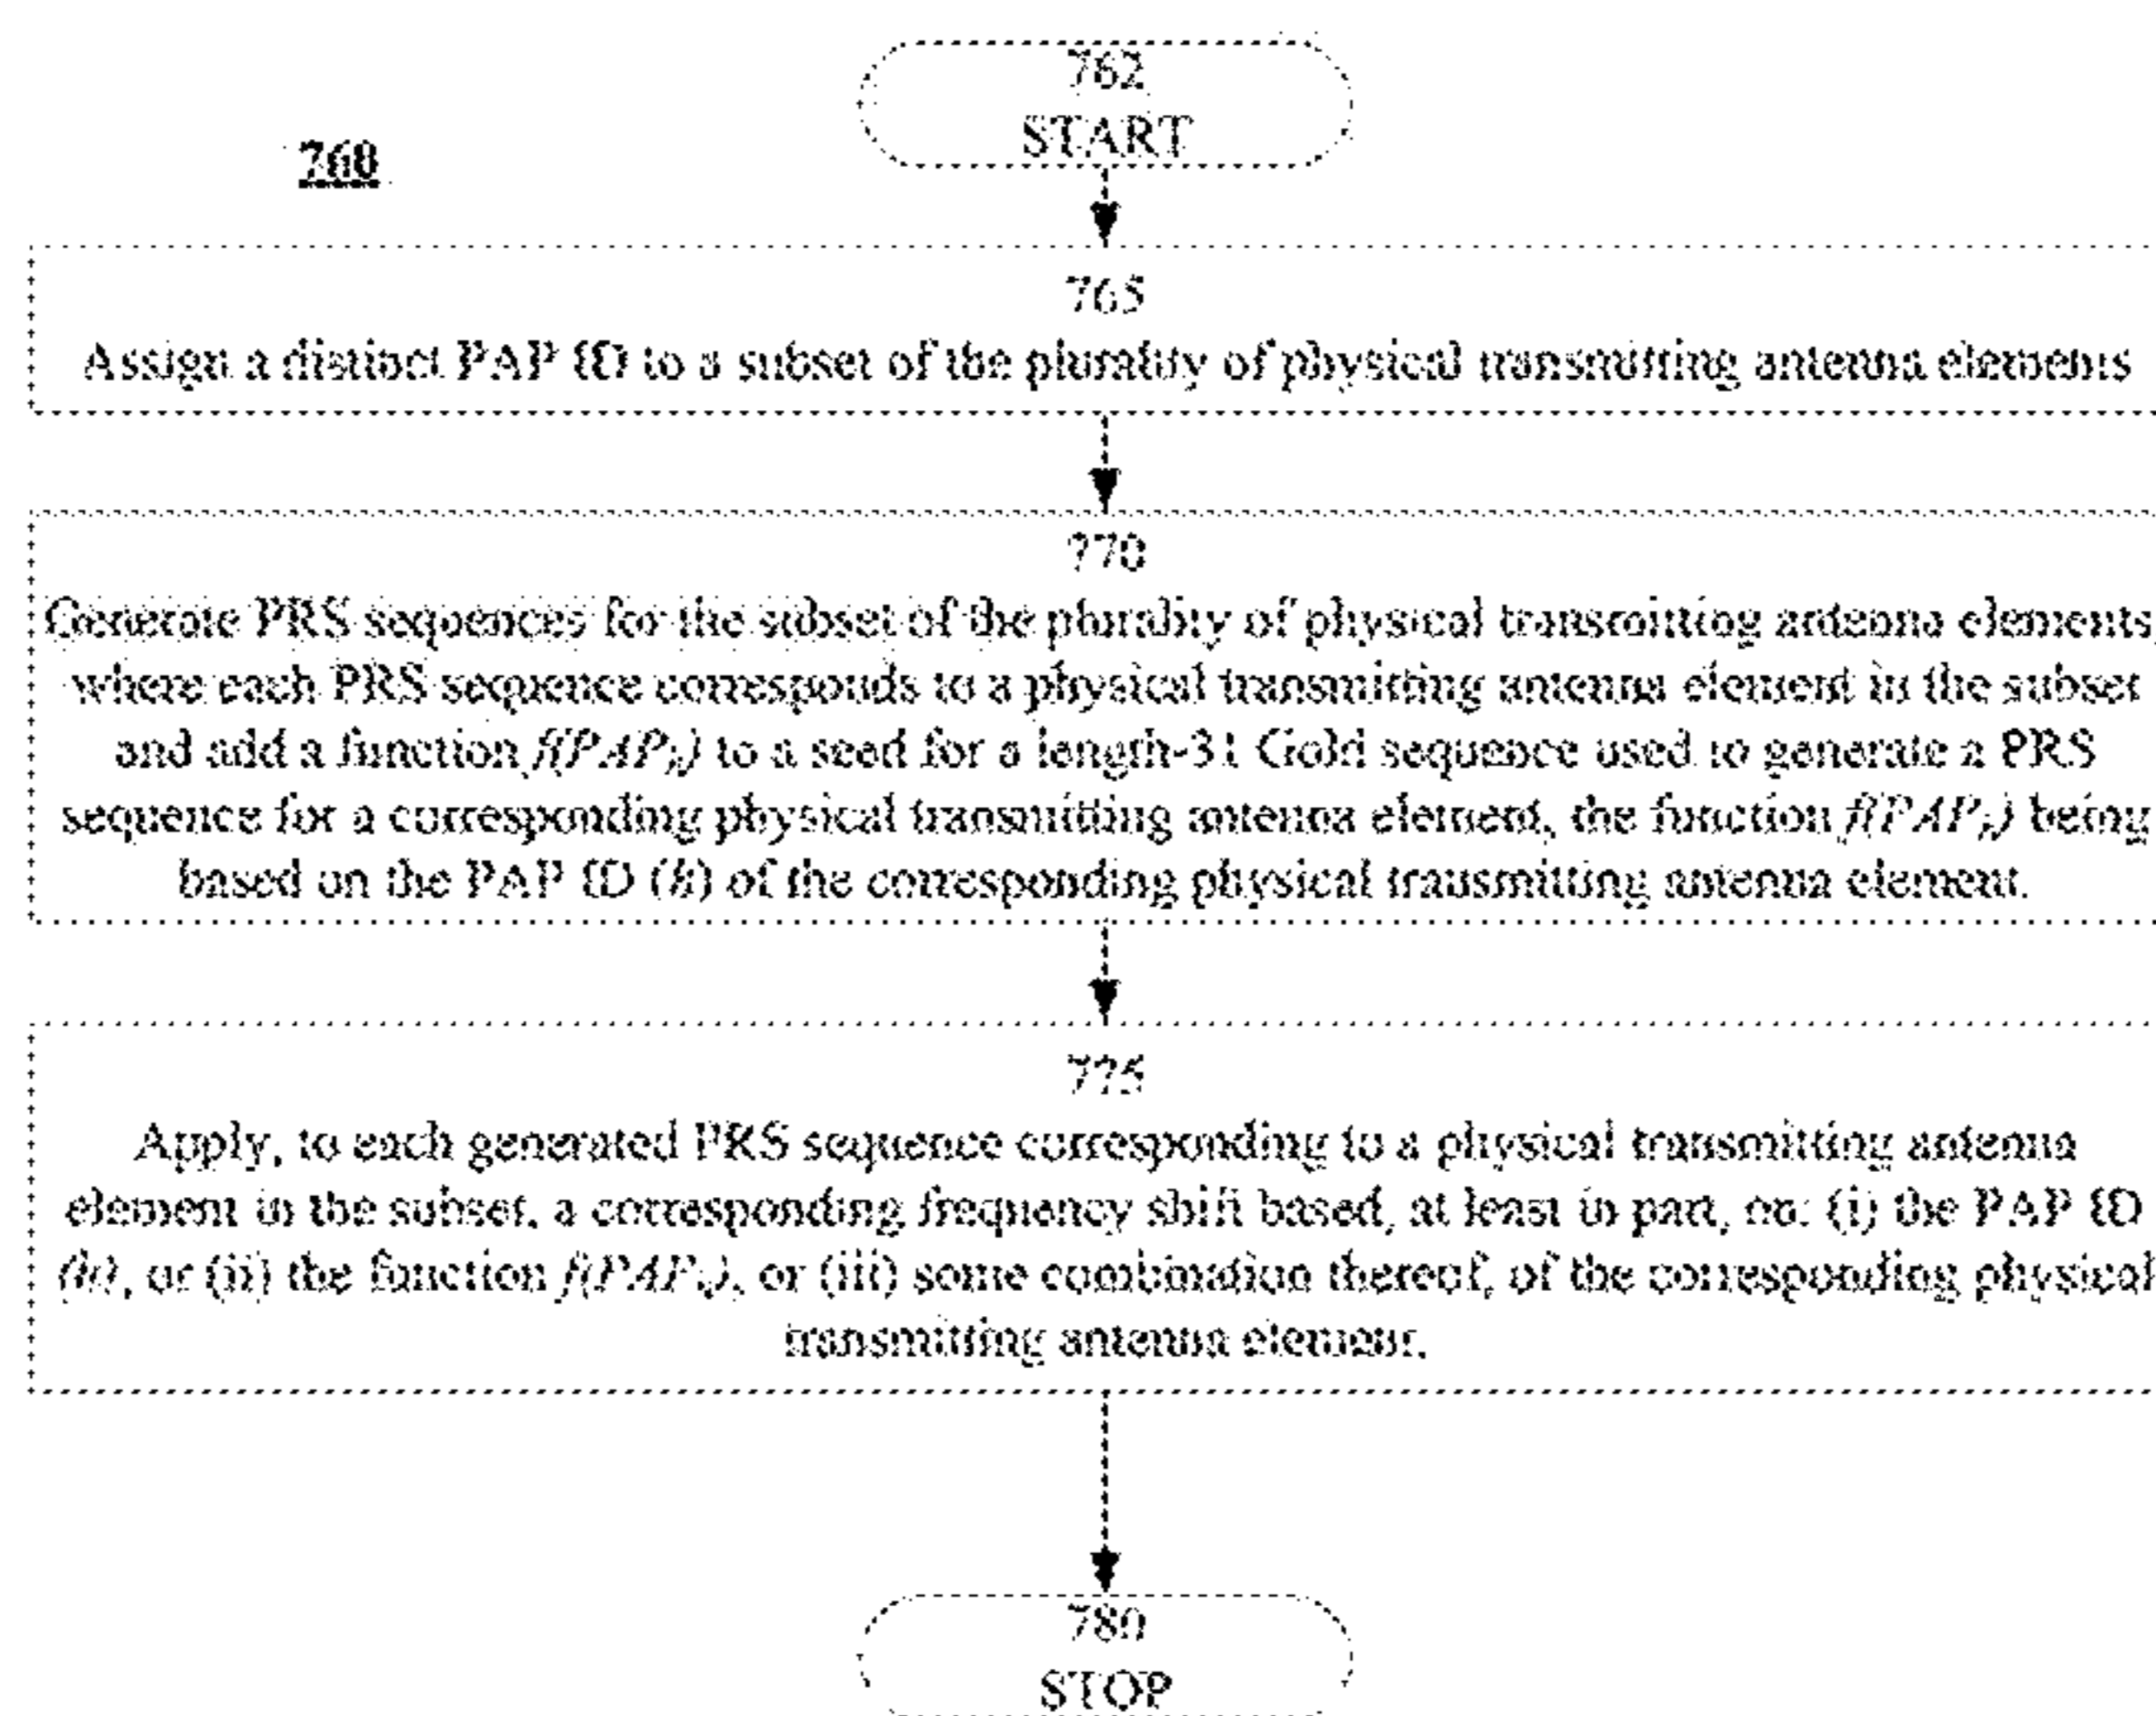 762
START
760
765
Assign a distinct PAP ID to a subset of the plurality of physical transmitting antenna elements
770
Generate PRS sequences for the subset of the plurality of physical transmitting antenna elements,
where each PRS sequence corresponds to a physical transmitting antenna element in the subset
and add a function f(PAPk) to a seed for a length-31 Gold sequence used to generate a PRS
sequence for a corresponding physical transmitting antenna element, the function f(PAPk) being
based on the PAP ID (k) of the corresponding physical transmitting antenna element.
775
Apply, to each generated PRS sequence corresponding to a physical transmitting antenna
element in the subset, a corresponding frequency shift based, at least in part, on: (i) the PAP ID
(k), or (ii) the function f(PAPk), or (iii) some combination thereof, of the corresponding physical
transmitting antenna element.
780
STOP